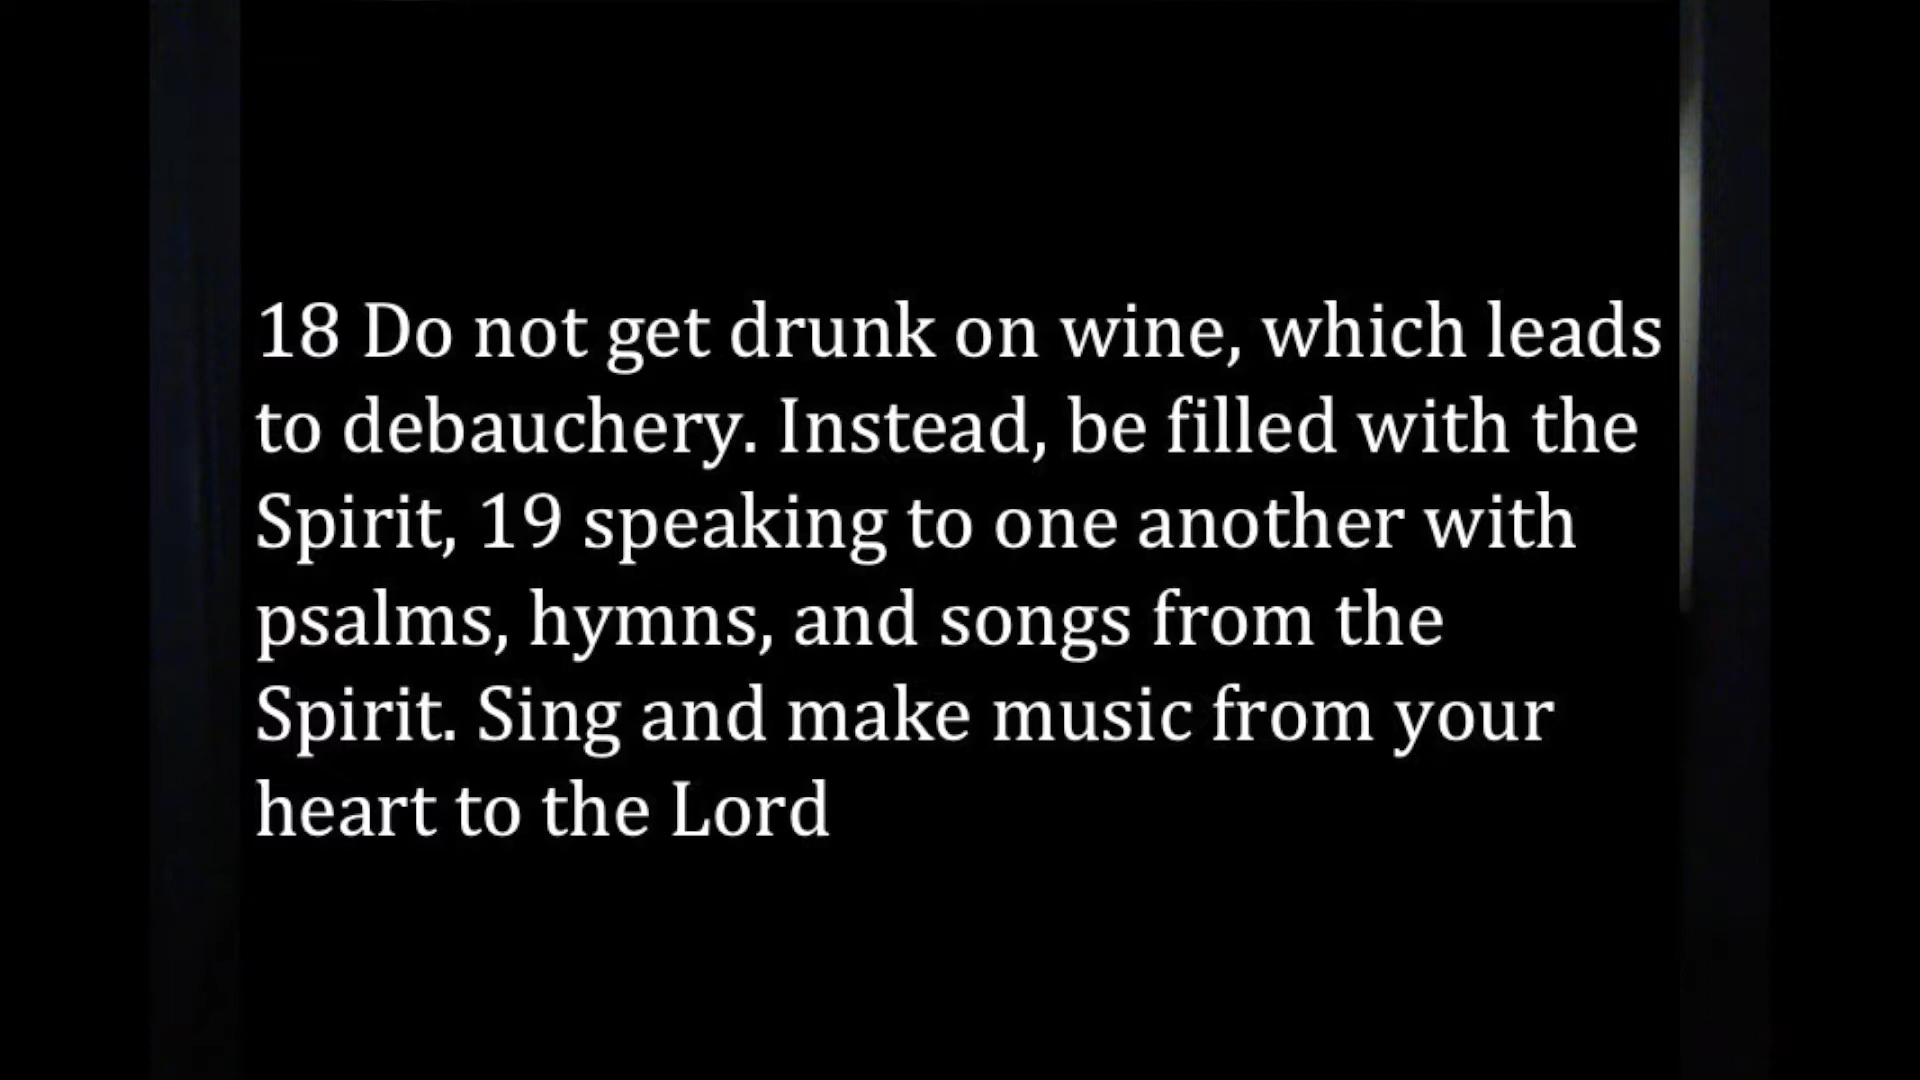 18 Do not get drunk on wine, which leads
to debauchery. Instead, be filled with the
Spirit, 19 speaking to one another with
psalms, hymns, and songs from the
Spirit. Sing and make music from your
heart to the Lord